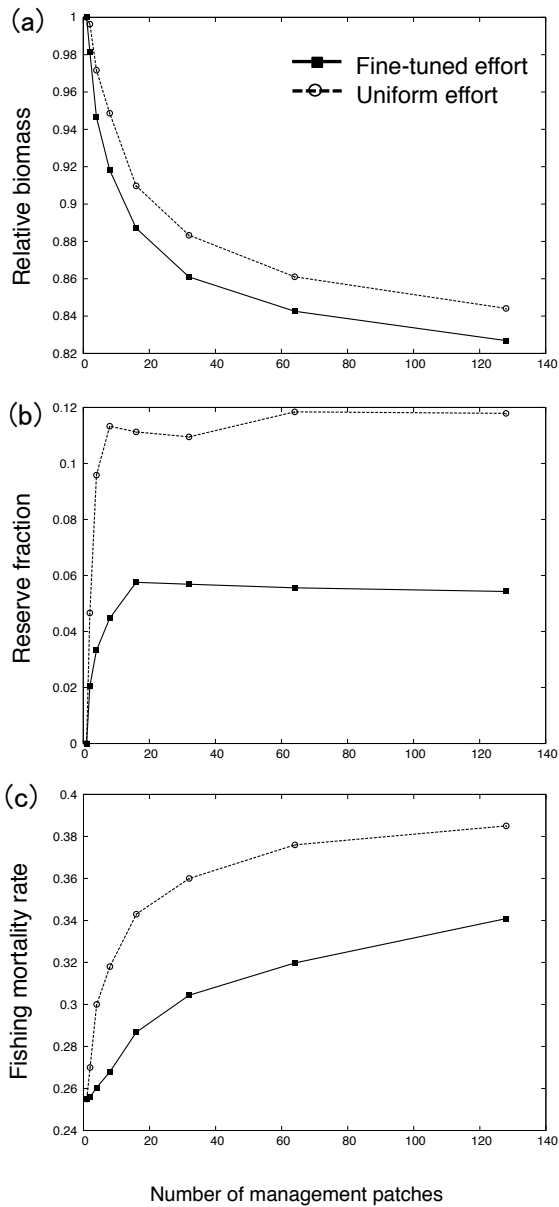 (a)
1
0.98
0.96
0.94
0.92
0.9
0.88
0.86
0.84
0.82
Relative biomass
Fine-tuned effort
Uniform effort
0 20 40 60 80 100 120 140
(b)
0.12
0.1
0.08
0.06
0.04
0.02
0
Reserve fraction
0 20 40 60 80 100 120 140
(c)
0.4
0.38
0.36
0.34
0.32
0.3
0.28
0.26
0.24
Fishing mortality rate
0 20 40 60 80 100 120 140
Number of management patches